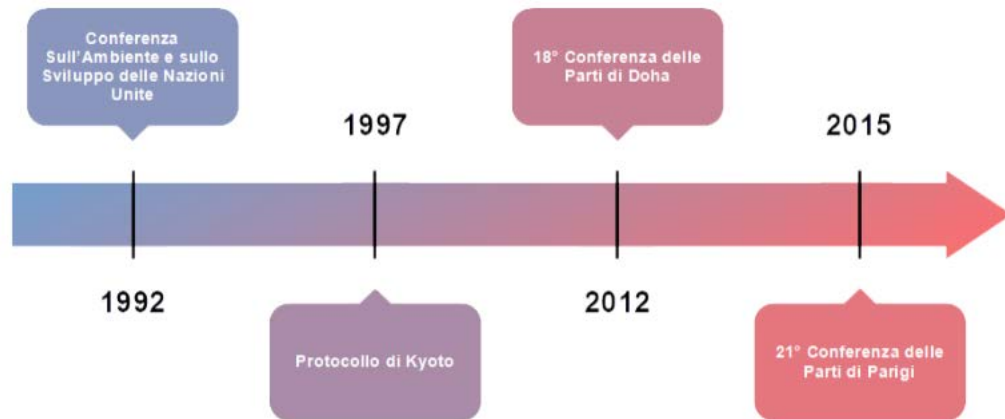 Conferenza
Sull'Ambiente e sullo
Sviluppo delle Nazioni
Unite
1992
1997
Protocollo di Kyoto
18° Conferenza delle
Parti di Doha
2012
2015
21° Conferenza delle
Parti di Parigi